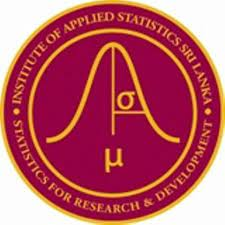 • INSTITUTE OF APPLIED STATISTICS SRI LANKA •
σ
μ
STATISTICS FOR RESEARCH & DEVELOPMENT